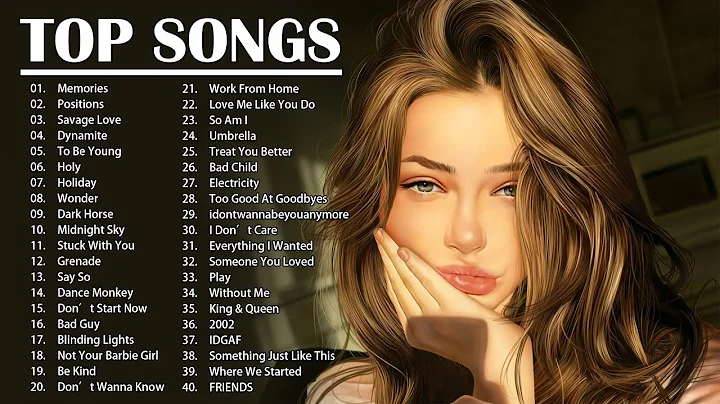 TOP SONGS
01. Memories
02. Positions
03. Savage Love
04. Dynamite
05. To Be Young
06. Holy
07. Holiday
08. Wonder
09. Dark Horse
10. Midnight Sky
11. Stuck With You
12. Grenade
13. Say So
14. Dance Monkey
15. Don’t Start Now
16. Bad Guy
17. Blinding Lights
18. Not Your Barbie Girl
19. Be Kind
20. Don’t Wanna Know
21. Work From Home
22. Love Me Like You Do
23. So Am I
24. Umbrella
25. Treat You Better
26. Bad Child
27. Electricity
28. Too Good At Goodbyes
29. idontwannabeyouanymore
30. I Don’t Care
31. Everything I Wanted
32. Someone You Loved
33. Play
34. Without Me
35. King & Queen
36. 2002
37. IDGAF
38. Something Just Like This
39. Where We Started
40. FRIENDS